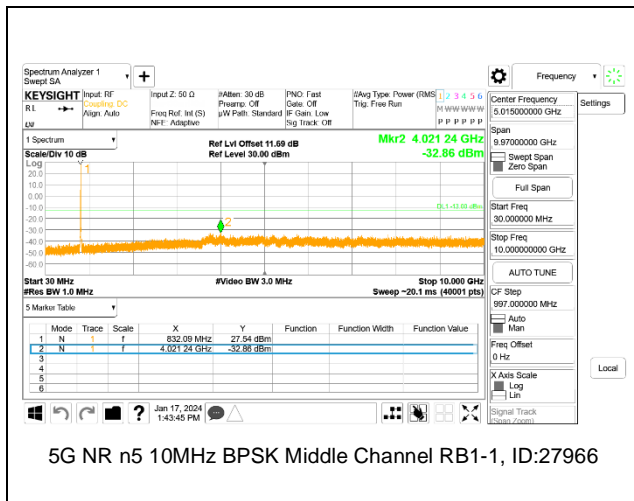 Spectrum Analyzer 1
Swept SA
+
Frequency
KEYSIGHT
RL
Input: RF
Coupling: DC
Align: Auto
Input Z: 50 Ω
Freq Ref: Int (S)
NFE: Adaptive
#Atten: 30 dB
Preamp: Off
µW Path: Standard
PNO: Fast
Gate: Off
IF Gain: Low
Sig Track: Off
#Avg Type: Power (RMS
Trig: Free Run
1 2 3 4 5 6
M W W W W W
P P P P P P
1 Spectrum
Scale/Div 10 dB
Ref Lvl Offset 11.69 dB
Ref Level 30.00 dBm
Mkr2 4.021 24 GHz
-32.86 dBm
Log
20.0
10.0
0.00
-10.0
-20.0
-30.0
-40.0
-50.0
-60.0
1
2
Start 30 MHz
#Res BW 1.0 MHz
#Video BW 3.0 MHz
Stop 10.000 GHz
Sweep ~20.1 ms (40001 pts)
5 Marker Table
Mode Trace Scale X Y Function Function Width Function Value
1 N 1 f 832.09 MHz 27.54 dBm
2 N 1 f 4.021 24 GHz -32.86 dBm
3
4
5
6
Jan 17, 2024
1:43:45 PM
Center Frequency
5.015000000 GHz
Span
9.97000000 GHz
Swept Span
Zero Span
Full Span
Start Freq
30.000000 MHz
Stop Freq
10.000000000 GHz
AUTO TUNE
CF Step
997.000000 MHz
Auto
Man
Freq Offset
0 Hz
X Axis Scale
Log
Lin
Signal Track
(Span Zoom)
Settings
Local
5G NR n5 10MHz BPSK Middle Channel RB1-1, ID:27966